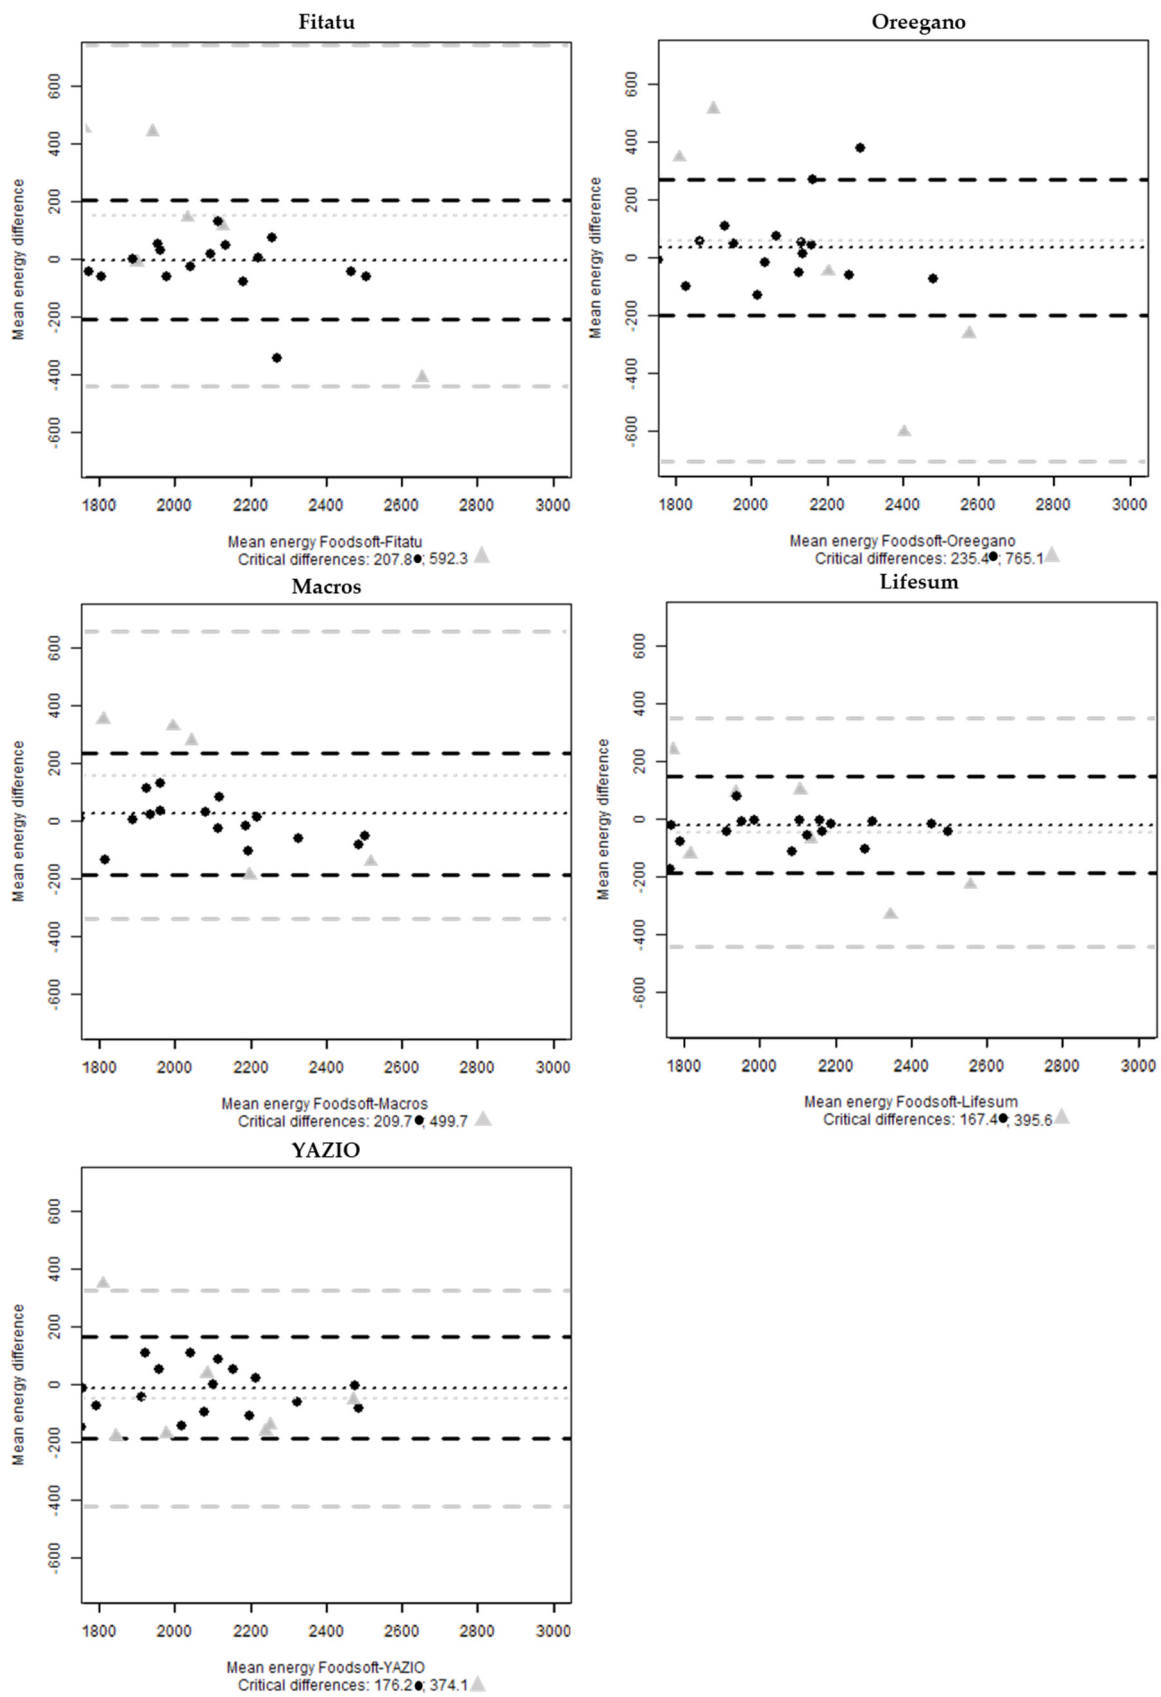 Fitatu
Mean energy difference
600
400
200
0
-200
-400
-600
1800 2000 2200 2400 2600 2800 3000
Mean energy Foodsoft-Fitatu
Critical differences: 207.8●; 592.3
Oreegano
Mean energy difference
600
400
200
0
-200
-400
-600
1800 2000 2200 2400 2600 2800 3000
Mean energy Foodsoft-Oreegano
Critical differences: 235.4●; 765.1
Macros
Mean energy difference
600
400
200
0
-200
-400
-600
1800 2000 2200 2400 2600 2800 3000
Mean energy Foodsoft-Macros
Critical differences: 209.7●; 499.7
Lifesum
Mean energy difference
600
400
200
0
-200
-400
-600
1800 2000 2200 2400 2600 2800 3000
Mean energy Foodsoft-Lifesum
Critical differences: 167.4●; 395.6
YAZIO
Mean energy difference
600
400
200
0
-200
-400
-600
1800 2000 2200 2400 2600 2800 3000
Mean energy Foodsoft-YAZIO
Critical differences: 176.2●; 374.1